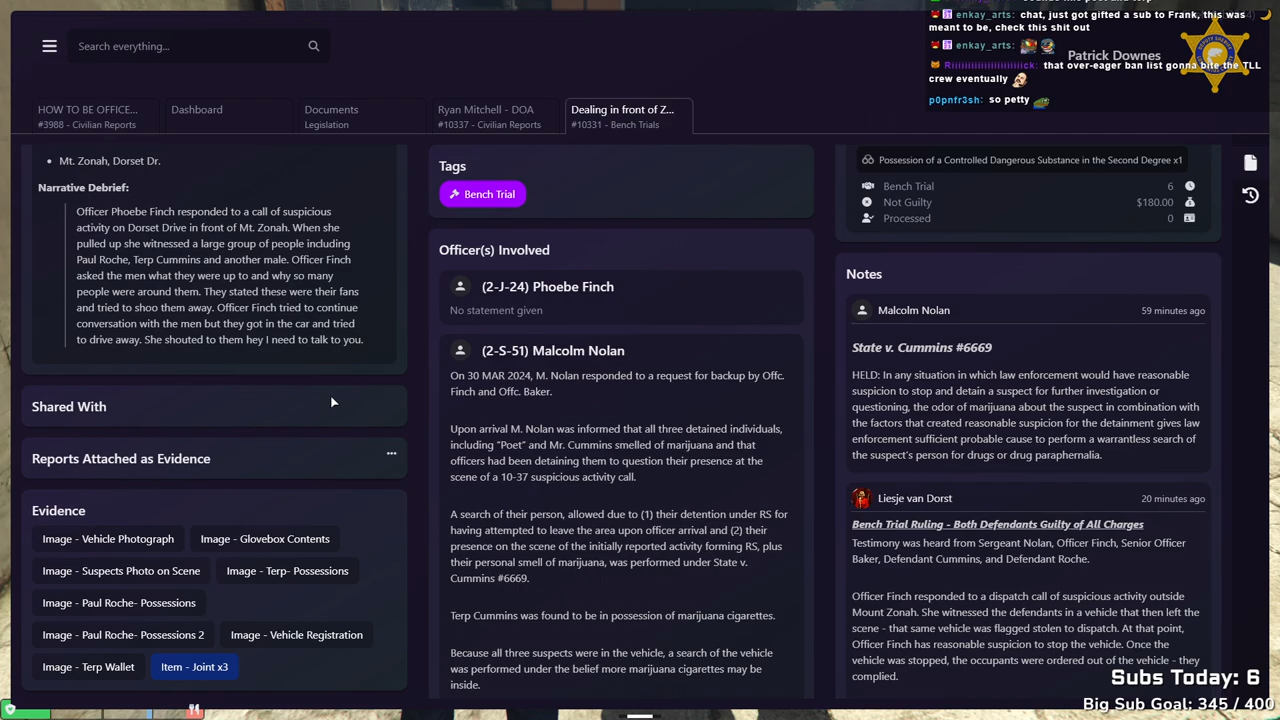 enkay_arts: chat, just got gifted a sub to Frank, this was
meant to be, check this shit out
enkay_arts:
Riiiiiiiiiiiiiiiiiiick: that over-eager ban list gonna bite the TLL
crew eventually
p0pnfr3sh: so petty
Patrick Downes
Search everything...
HOW TO BE OFFICE...
#3988 - Civilian Reports
Dashboard
Documents
Legislation
Ryan Mitchell - DOA
#10337 - Civilian Reports
Dealing in front of Z...
#10331 - Bench Trials
Mt. Zonah, Dorset Dr.
Narrative Debrief:
Officer Phoebe Finch responded to a call of suspicious
activity on Dorset Drive in front of Mt. Zonah. When she
pulled up she witnessed a large group of people including
Paul Roche, Terp Cummins and another male. Officer Finch
asked the men what they were up to and why so many
people were around them. They stated these were their fans
and tried to shoo them away. Officer Finch tried to continue
conversation with the men but they got in the car and tried
to drive away. She shouted to them hey I need to talk to you.
Shared With
Reports Attached as Evidence
Evidence
Image - Vehicle Photograph
Image - Glovebox Contents
Image - Suspects Photo on Scene
Image - Terp- Possessions
Image - Paul Roche- Possessions
Image - Paul Roche- Possessions 2
Image - Vehicle Registration
Image - Terp Wallet
Item - Joint x3
Tags
Bench Trial
Officer(s) Involved
(2-J-24) Phoebe Finch
No statement given
(2-S-51) Malcolm Nolan
On 30 MAR 2024, M. Nolan responded to a request for backup by Offc.
Finch and Offc. Baker.
Upon arrival M. Nolan was informed that all three detained individuals,
including "Poet" and Mr. Cummins smelled of marijuana and that
officers had been detaining them to question their presence at the
scene of a 10-37 suspicious activity call.
A search of their person, allowed due to (1) their detention under RS for
having attempted to leave the area upon officer arrival and (2) their
presence on the scene of the initially reported activity forming RS, plus
their personal smell of marijuana, was performed under State v.
Cummins #6669.
Terp Cummins was found to be in possession of marijuana cigarettes.
Because all three suspects were in the vehicle, a search of the vehicle
was performed under the belief more marijuana cigarettes may be
inside.
Possession of a Controlled Dangerous Substance in the Second Degree x1
Bench Trial 6
Not Guilty $180.00
Processed 0
Notes
Malcolm Nolan 59 minutes ago
State v. Cummins #6669
HELD: In any situation in which law enforcement would have reasonable
suspicion to stop and detain a suspect for further investigation or
questioning, the odor of marijuana about the suspect in combination with
the factors that created reasonable suspicion for the detainment gives law
enforcement sufficient probable cause to perform a warrantless search of
the suspect's person for drugs or drug paraphernalia.
Liesje van Dorst 20 minutes ago
Bench Trial Ruling - Both Defendants Guilty of All Charges
Testimony was heard from Sergeant Nolan, Officer Finch, Senior Officer
Baker, Defendant Cummins, and Defendant Roche.
Officer Finch responded to a dispatch call of suspicious activity outside
Mount Zonah. She witnessed the defendants in a vehicle that then left the
scene - that same vehicle was flagged stolen to dispatch. At that point,
Officer Finch has reasonable suspicion to stop the vehicle. Once the
vehicle was stopped, the occupants were ordered out of the vehicle - they
complied.
Subs Today: 6
Big Sub Goal: 345 / 400